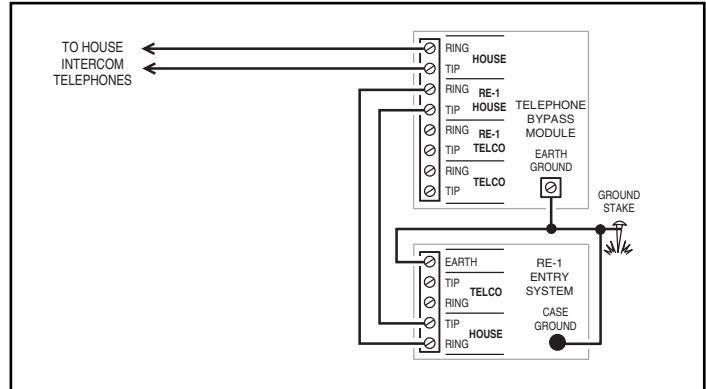 TO HOUSE
INTERCOM
TELEPHONES
RING
HOUSE
TIP
RING RE-1
TIP HOUSE
RING RE-1
TIP TELCO
RING
TELCO
TIP
TELEPHONE
BYPASS
MODULE
EARTH
GROUND
GROUND
STAKE
EARTH
TIP
TELCO
RING
TIP
HOUSE
RING
RE-1
ENTRY
SYSTEM
CASE
GROUND